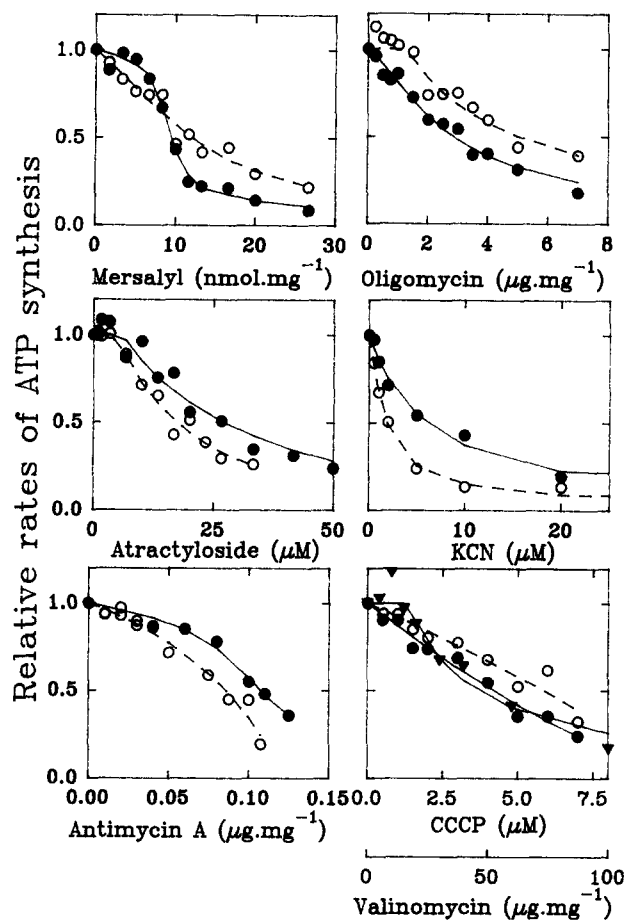 Relative rates of ATP synthesis
1.0
0.5
0.0
0 10 20 30
Mersalyl (nmol.mg⁻¹)
0 2 4 6 8
Oligomycin (μg.mg⁻¹)
1.0
0.5
0.0
0 25 50
Atractyloside (μM)
0 10 20
KCN (μM)
1.0
0.5
0.0
0.00 0.05 0.10 0.15
Antimycin A (μg.mg⁻¹)
0.0 2.5 5.0 7.5
CCCP (μM)
0 50 100
Valinomycin (μg.mg⁻¹)